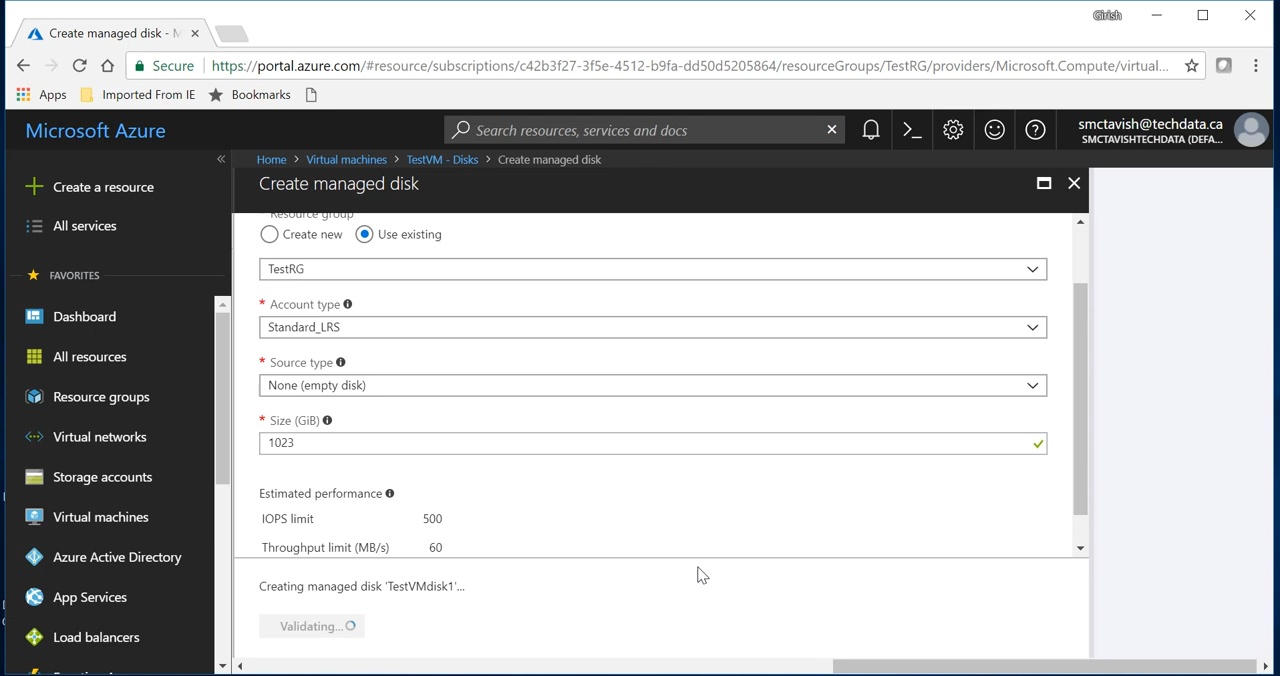 Girish
Create managed disk - M
Secure
https://portal.azure.com/#resource/subscriptions/c42b3f27-3f5e-4512-b9fa-dd50d5205864/resourceGroups/TestRG/providers/Microsoft.Compute/virtual...
Apps Imported From IE Bookmarks
Microsoft Azure
Search resources, services and docs
smctavish@techdata.ca
SMCTAVISHTECHDATA (DEFA...
Home > Virtual machines > TestVM - Disks > Create managed disk
Create managed disk
Create a resource
All services
FAVORITES
Dashboard
All resources
Resource groups
Virtual networks
Storage accounts
Virtual machines
Azure Active Directory
App Services
Load balancers
* Resource group
Create new Use existing
TestRG
* Account type
Standard_LRS
* Source type
None (empty disk)
* Size (GiB)
1023
Estimated performance
IOPS limit 500
Throughput limit (MB/s) 60
Creating managed disk 'TestVMdisk1'...
Validating...